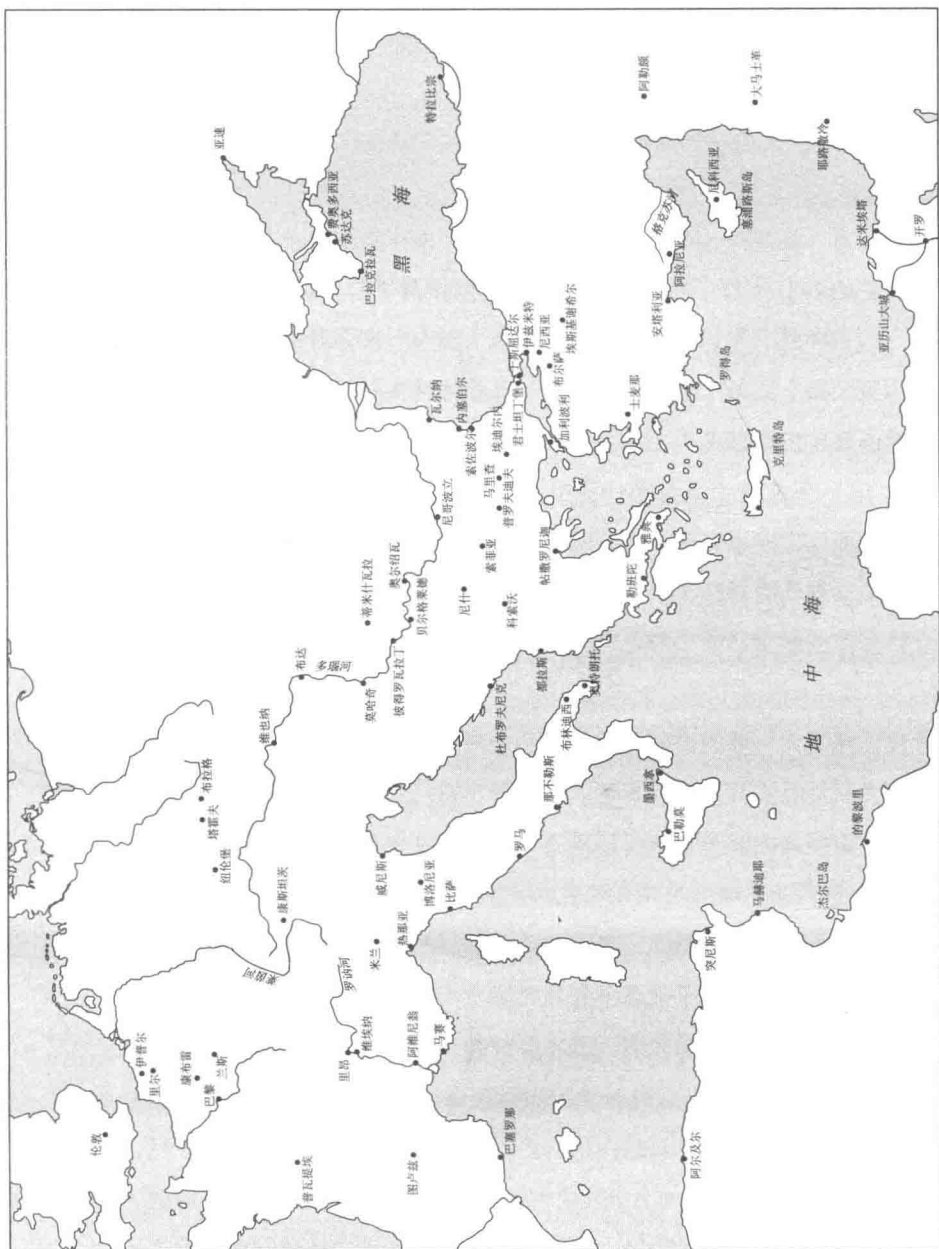 伦敦
伊普尔
里尔
康布雷
巴黎
兰斯
普瓦提埃
图卢兹
里昂
维埃纳
阿维尼翁
马赛
巴塞罗那
莱茵河
罗讷河
康斯坦茨
纽伦堡
塔霍夫
布拉格
维也纳
布达
莫哈奇
彼得罗瓦拉丁
贝尔格莱德
蒂米什瓦拉
奥尔绍瓦
尼什
科索沃
索菲亚
尼哥波立
普罗夫迪夫
马里查
埃迪尔内
索佐波尔
内塞伯尔
瓦尔纳
君士坦丁堡
于斯屈达尔
伊兹米特
尼西亚
布尔萨
埃斯基谢希尔
加利波利
士麦那
帖撒罗尼迦
勒班陀
雅典
米兰
热那亚
威尼斯
博洛尼亚
比萨
罗马
那不勒斯
布林迪西
奥特朗托
都拉斯
杜布罗夫尼克
墨西拿
巴勒莫
地中海
阿尔及尔
突尼斯
马赫迪耶
杰尔巴岛
的黎波里
克里特岛
罗得岛
安塔利亚
阿拉尼亚
格克苏河
尼科西亚
塞浦路斯岛
阿勒颇
大马士革
耶路撒冷
达米埃塔
开罗
亚历山大城
黑海
亚速
费奥多西亚
苏达克
巴拉克拉瓦
特拉比宗